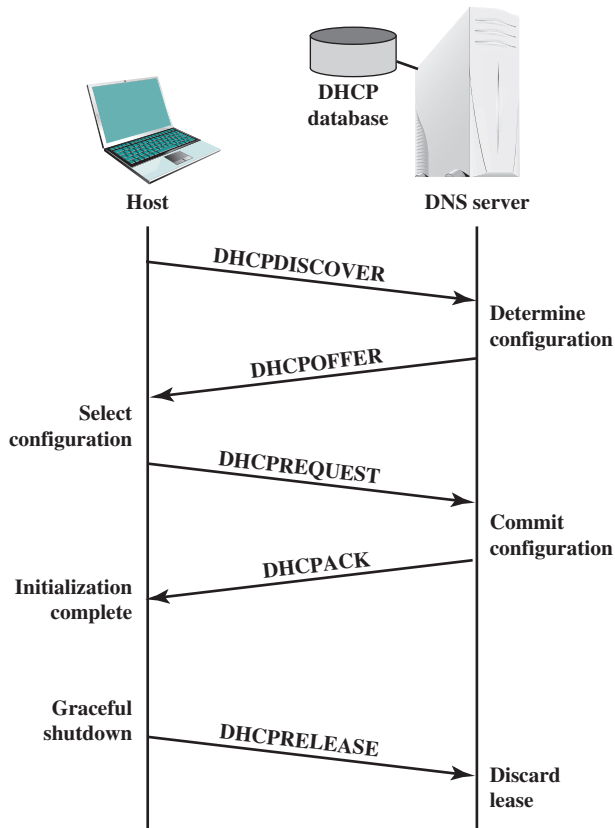 DHCP
database
Host
DNS server
DHCPDISCOVER
Determine
configuration
DHCPOFFER
Select
configuration
DHCPREQUEST
Commit
configuration
DHCPACK
Initialization
complete
Graceful
shutdown
DHCPRELEASE
Discard
lease